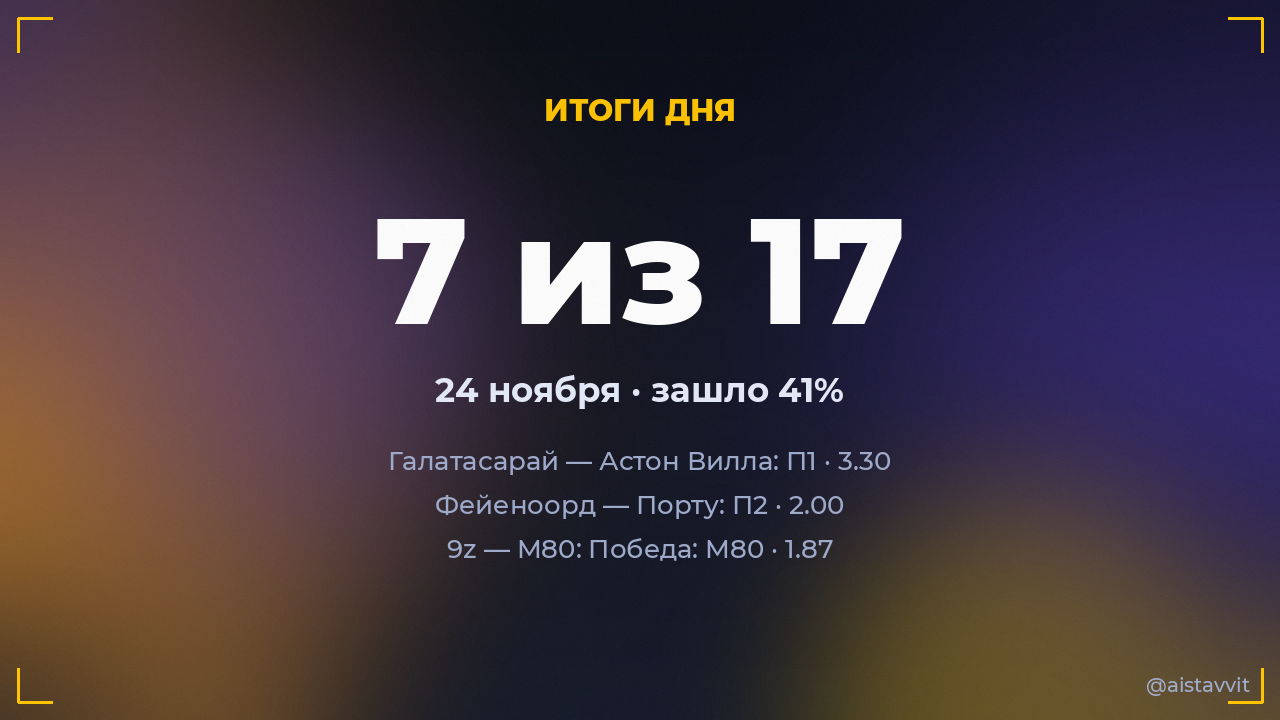 ИТОГИ ДНЯ
7 из 17
24 ноября · зашло 41%
Галатасарай — Астон Вилла: П1 · 3.30
Фейеноорд — Порту: П2 · 2.00
9z — M80: Победа: M80 · 1.87
@aistavvit